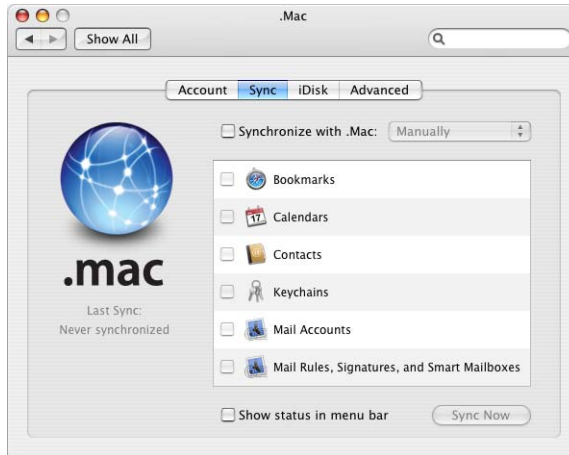 .Mac
Show All
Account Sync iDisk Advanced
Synchronize with .Mac: Manually
Bookmarks
17 Calendars
Contacts
.mac
Keychains
Last Sync:
Never synchronized
Mail Accounts
Mail Rules, Signatures, and Smart Mailboxes
Show status in menu bar Sync Now